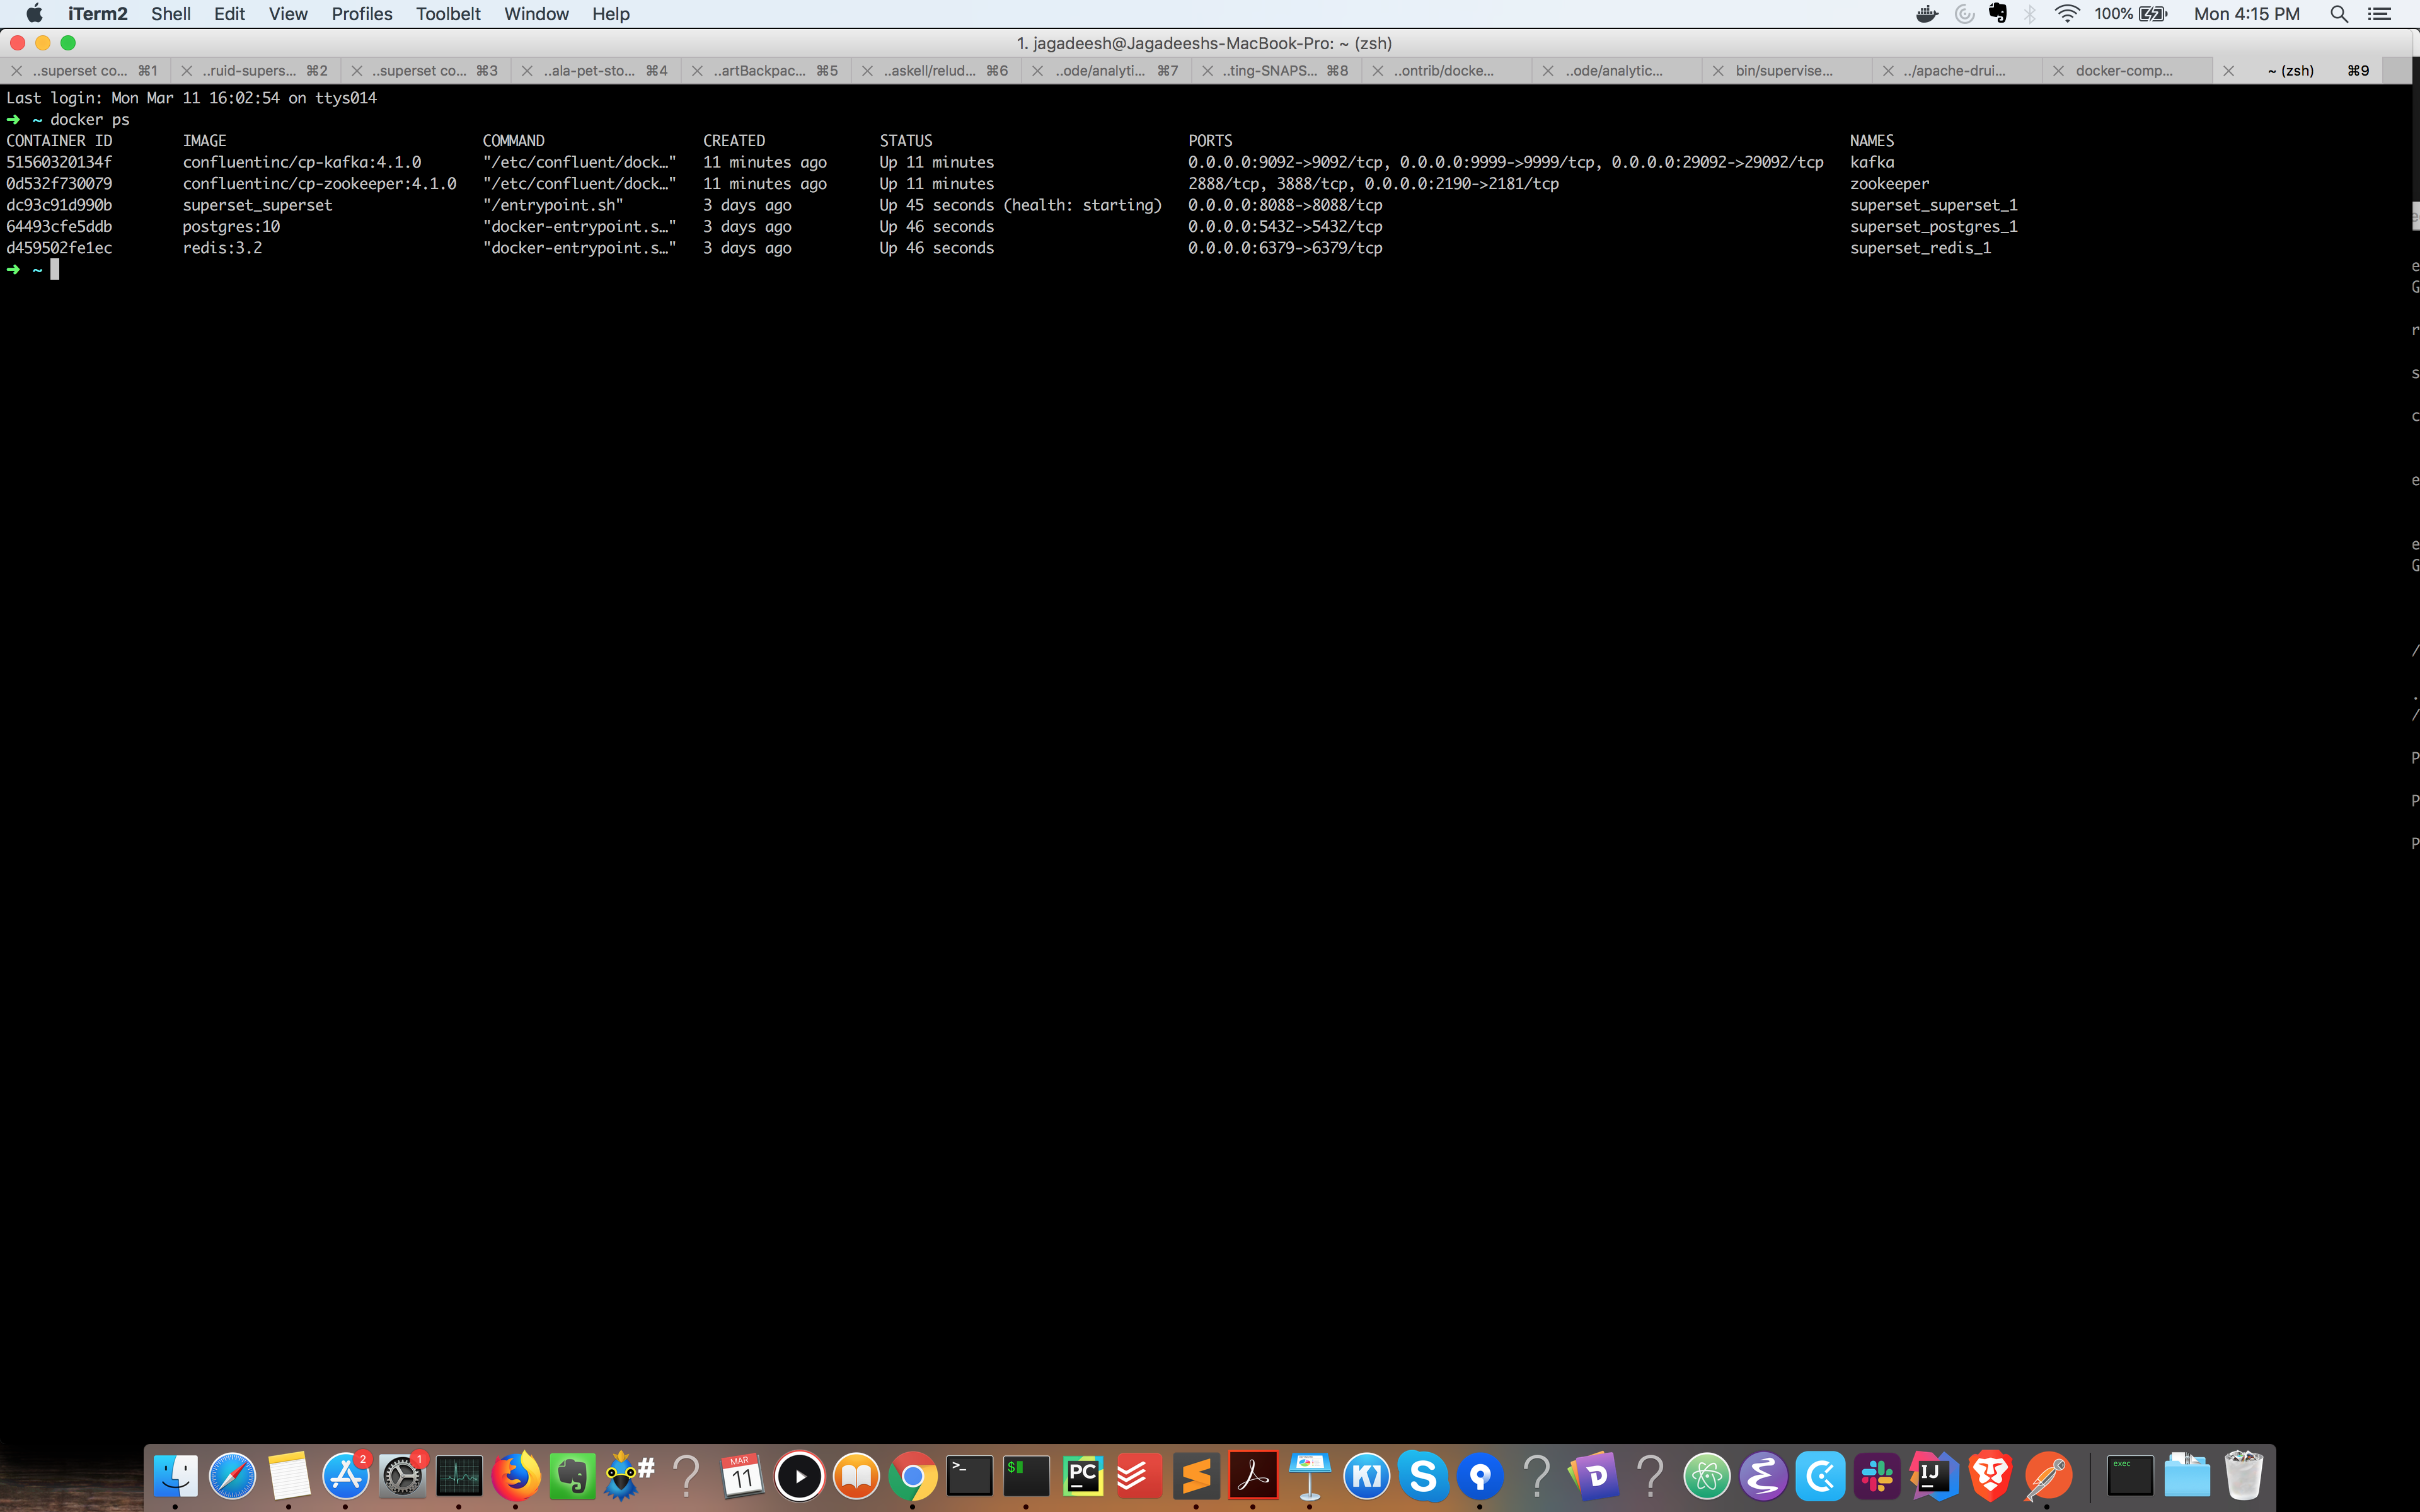 iTerm2 Shell Edit View Profiles Toolbelt Window Help 100% Mon 4:15 PM
1. jagadeesh@Jagadeeshs-MacBook-Pro: ~ (zsh)
..superset co... ⌘1 ..ruid-supers... ⌘2 ..superset co... ⌘3 ..ala-pet-sto... ⌘4 ..artBackpac... ⌘5 ..askell/relud... ⌘6 ..ode/analyti... ⌘7 ..ting-SNAPS... ⌘8 ..ontrib/docke... ..ode/analytic... bin/supervise... ../apache-drui... docker-comp... ~ (zsh) ⌘9
Last login: Mon Mar 11 16:02:54 on ttys014
➜ ~ docker ps
CONTAINER ID IMAGE COMMAND CREATED STATUS PORTS NAMES
51560320134f confluentinc/cp-kafka:4.1.0 "/etc/confluent/dock…" 11 minutes ago Up 11 minutes 0.0.0.0:9092->9092/tcp, 0.0.0.0:9999->9999/tcp, 0.0.0.0:29092->29092/tcp kafka
0d532f730079 confluentinc/cp-zookeeper:4.1.0 "/etc/confluent/dock…" 11 minutes ago Up 11 minutes 2888/tcp, 3888/tcp, 0.0.0.0:2190->2181/tcp zookeeper
dc93c91d990b superset_superset "/entrypoint.sh" 3 days ago Up 45 seconds (health: starting) 0.0.0.0:8088->8088/tcp superset_superset_1
64493cfe5ddb postgres:10 "docker-entrypoint.s…" 3 days ago Up 46 seconds 0.0.0.0:5432->5432/tcp superset_postgres_1
d459502fe1ec redis:3.2 "docker-entrypoint.s…" 3 days ago Up 46 seconds 0.0.0.0:6379->6379/tcp superset_redis_1
➜ ~
e
G
r
s
c
e
e
G
/
.
/
P
P
P
2 1 # MAR 11 >_ $ PC K S D IJ exec